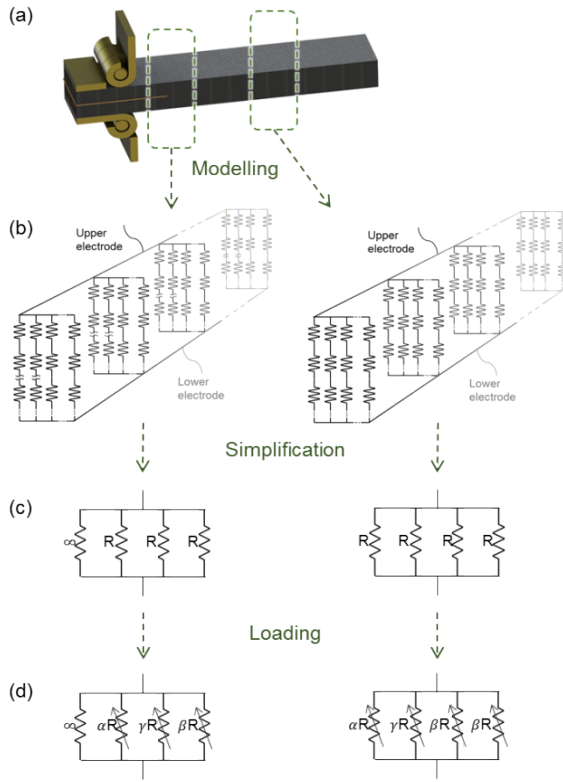 (a)
Modelling
(b)
Upper
electrode
Upper
electrode
Lower
electrode
Lower
electrode
Simplification
(c)
∞ R R R
R R R R
Loading
(d)
∞ αR γR βR
αR γR βR βR